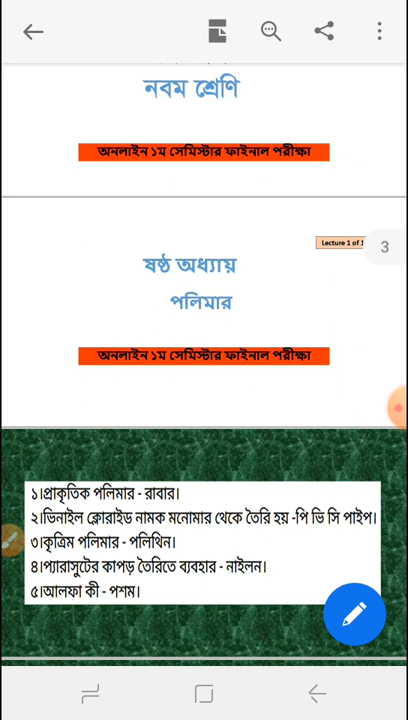 নবম শ্রেণি
অনলাইন ১ম সেমিস্টার ফাইনাল পরীক্ষা
Lecture 1 of 1
3
ষষ্ঠ অধ্যায়
পলিমার
অনলাইন ১ম সেমিস্টার ফাইনাল পরীক্ষা
১।প্রাকৃতিক পলিমার - রাবার।
২।ভিনাইল ক্লোরাইড নামক মনোমার থেকে তৈরি হয় -পি ভি সি পাইপ।
৩।কৃত্রিম পলিমার - পলিথিন।
৪।প্যারাসুটের কাপড় তৈরিতে ব্যবহার - নাইলন।
৫।আলফা কী - পশম।